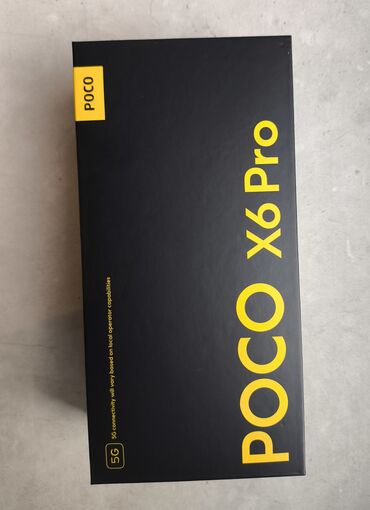 POCO
POCO X6 Pro
5G
5G connectivity will vary based on local operator capabilities